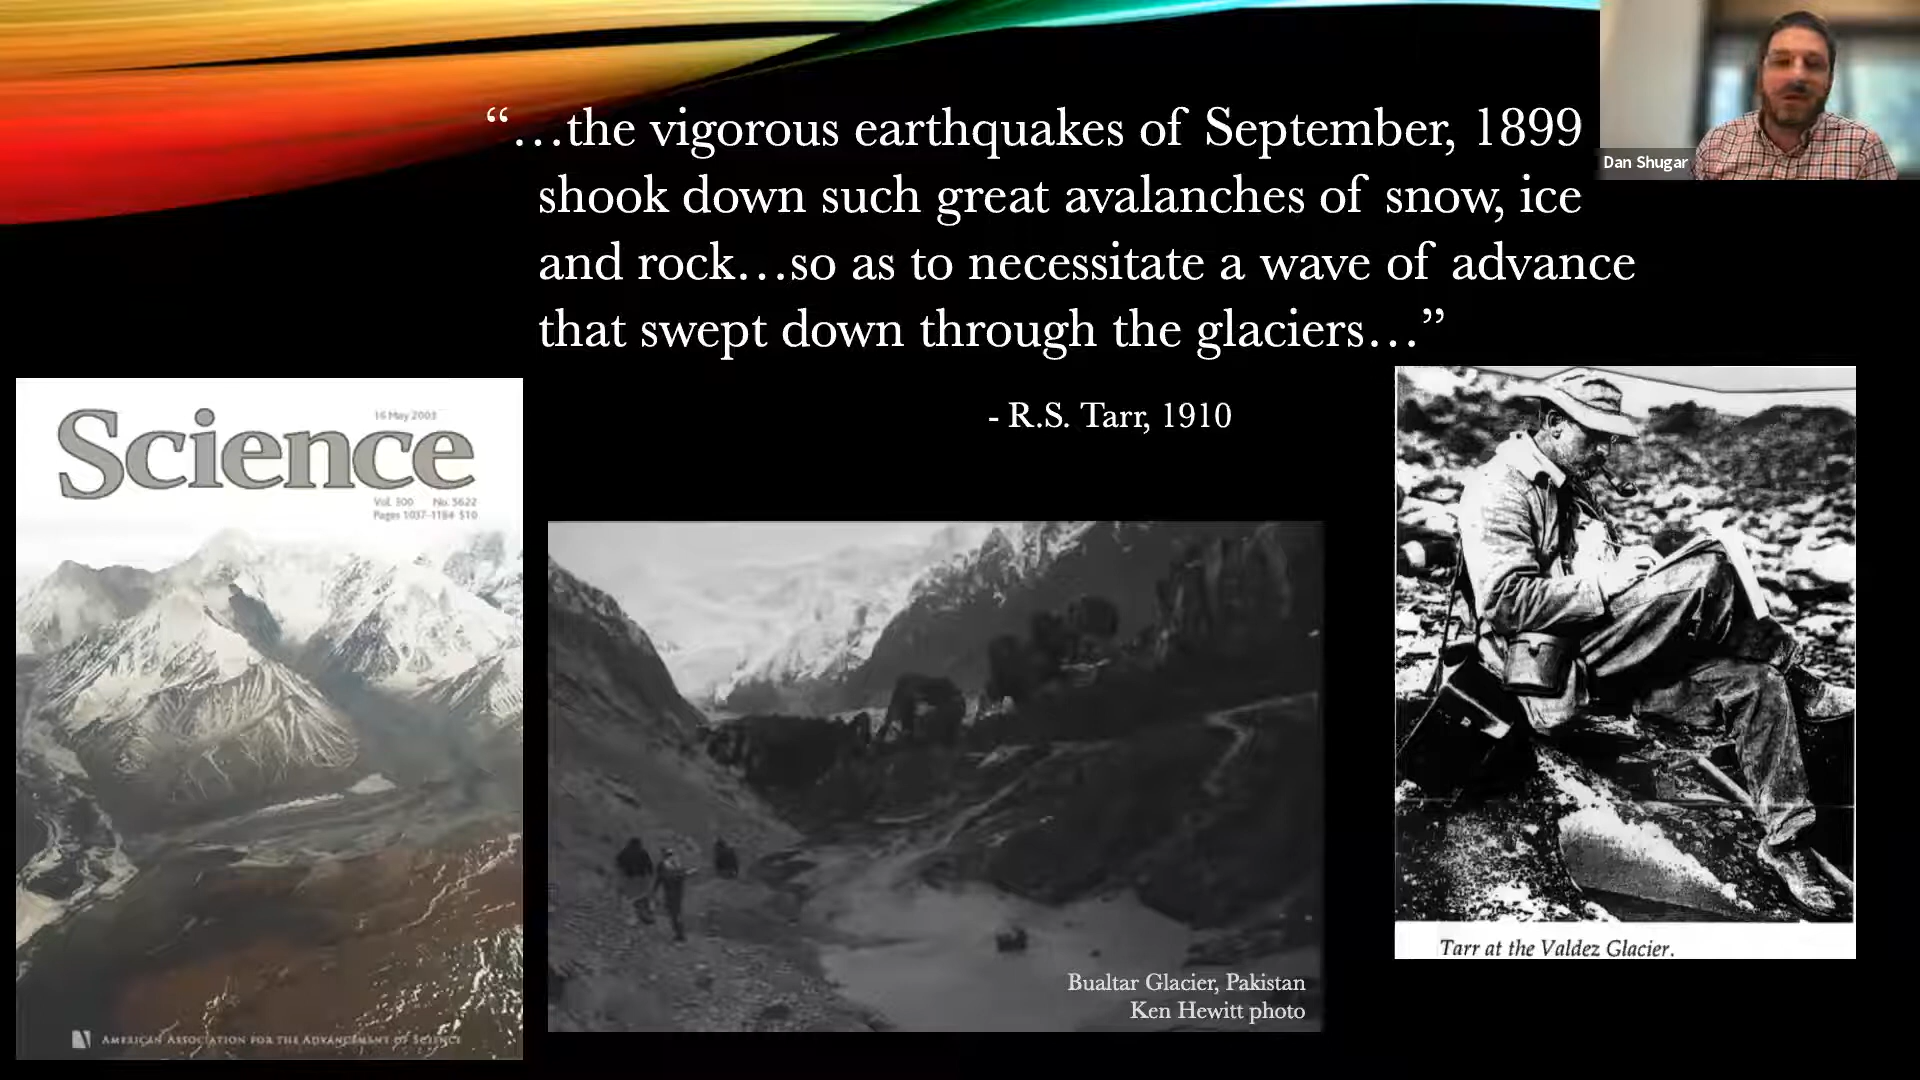 “…the vigorous earthquakes of September, 1899
shook down such great avalanches of snow, ice
and rock…so as to necessitate a wave of advance
that swept down through the glaciers…”
- R.S. Tarr, 1910
Dan Shugar
16 May 2003
Science
Vol. 300 No. 5622
Pages 1037-1184 $10
American Association for the Advancement of Science
Bualtar Glacier, Pakistan
Ken Hewitt photo
Tarr at the Valdez Glacier.